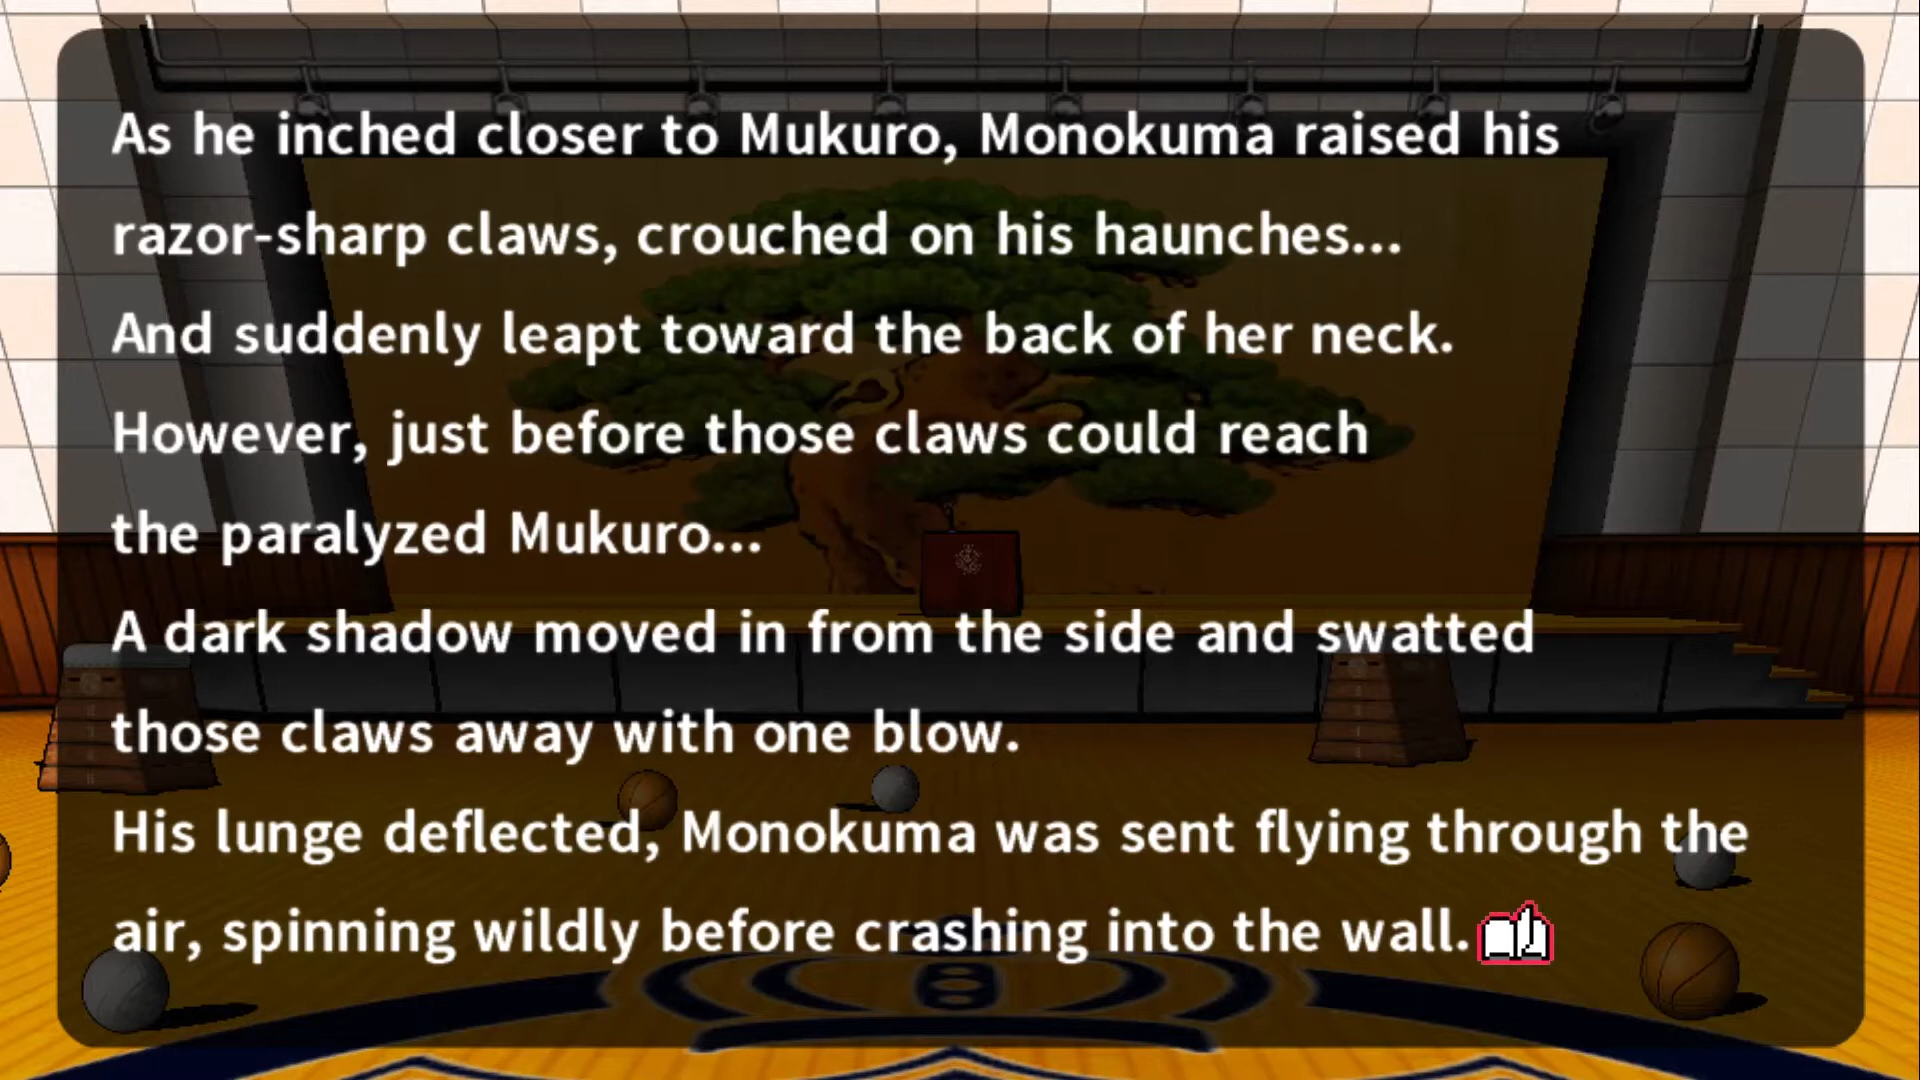 As he inched closer to Mukuro, Monokuma raised his
razor-sharp claws, crouched on his haunches...
And suddenly leapt toward the back of her neck.
However, just before those claws could reach
the paralyzed Mukuro...
A dark shadow moved in from the side and swatted
those claws away with one blow.
His lunge deflected, Monokuma was sent flying through the
air, spinning wildly before crashing into the wall.